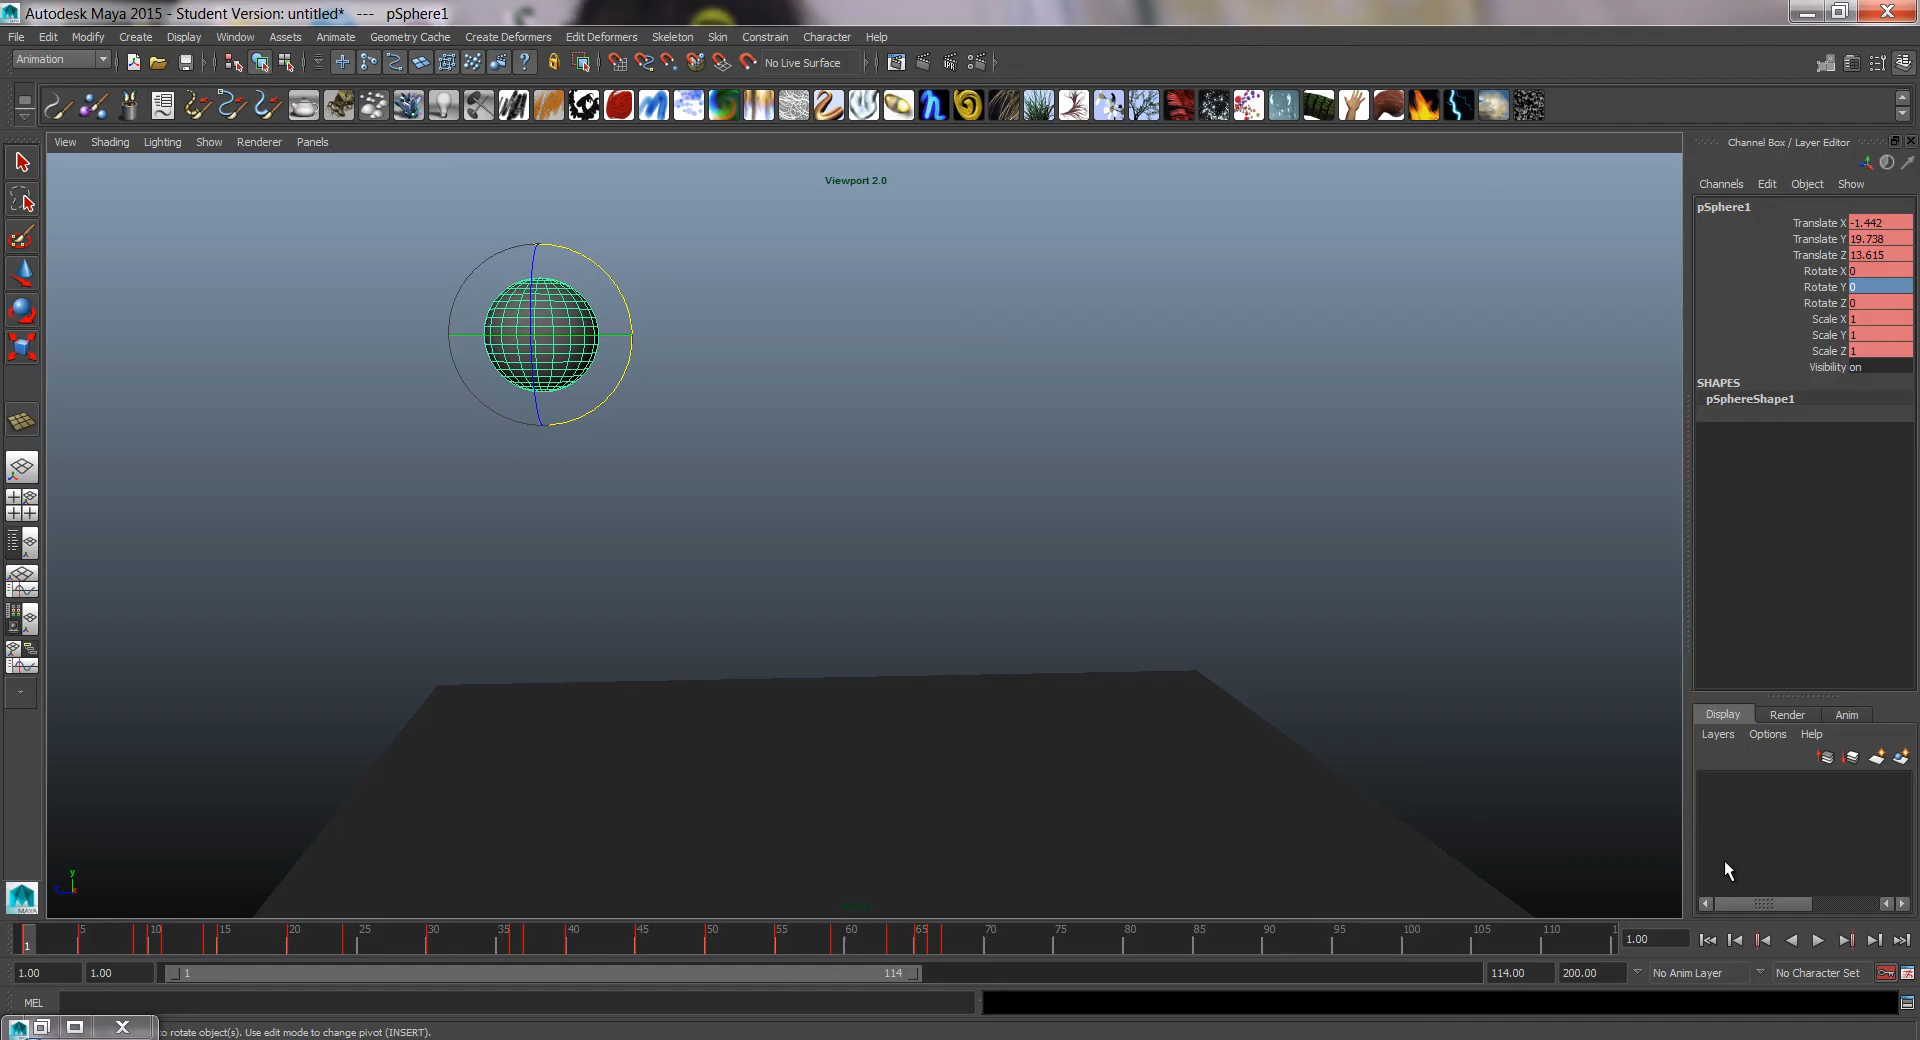 Autodesk Maya 2015 - Student Version: untitled* --- pSphere1
File Edit Modify Create Display Window Assets Animate Geometry Cache Create Deformers Edit Deformers Skeleton Skin Constrain Character Help
Animation No Live Surface
View Shading Lighting Show Renderer Panels
Viewport 2.0
Channel Box / Layer Editor
Channels Edit Object Show
pSphere1
Translate X -1.442
Translate Y 19.738
Translate Z 13.615
Rotate X 0
Rotate Y 0
Rotate Z 0
Scale X 1
Scale Y 1
Scale Z 1
Visibility on
SHAPES
pSphereShape1
Display Render Anim
Layers Options Help
y
MAYA
1 5 10 15 20 25 30 35 40 45 50 55 60 65 70 75 80 85 90 95 100 105 110 1 1.00
1.00 1.00 1 114 114.00 200.00 No Anim Layer No Character Set
MEL
to rotate object(s). Use edit mode to change pivot (INSERT).